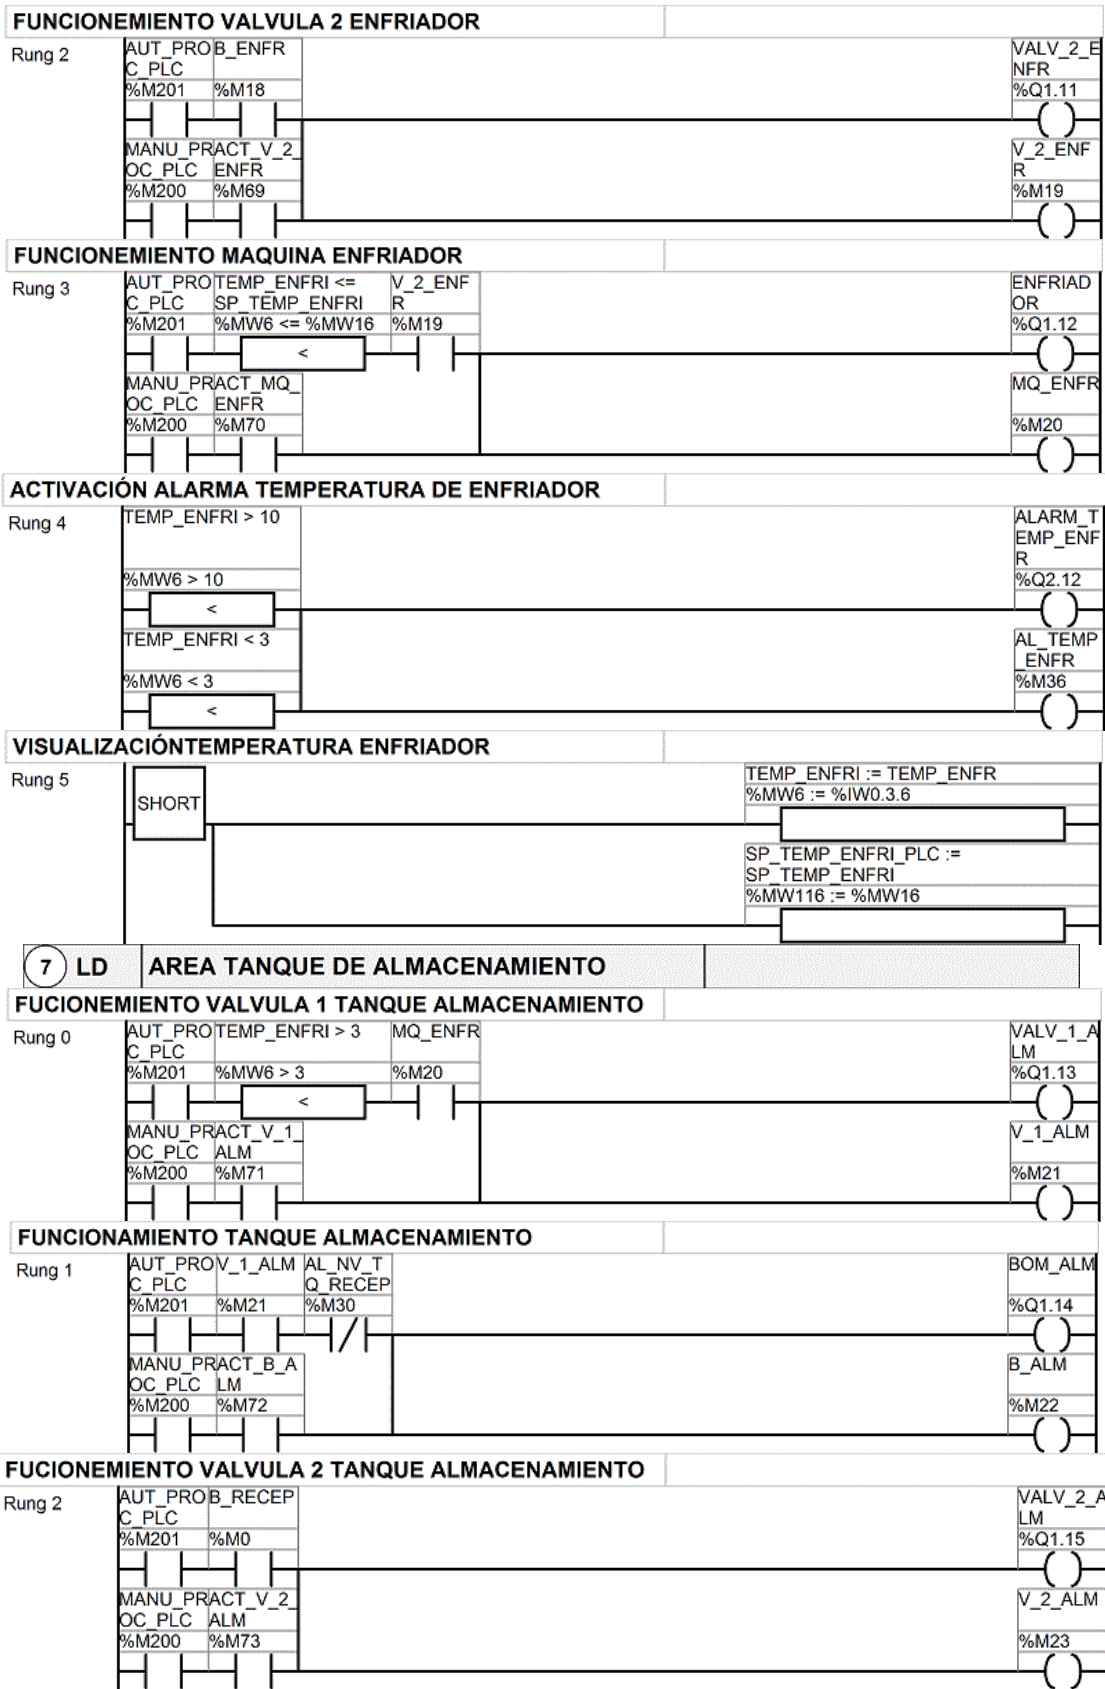 FUNCIONEMIENTO VALVULA 2 ENFRIADOR
Rung 2
AUT_PRO B_ENFR VALV_2_E
C_PLC NFR
%M201 %M18 %Q1.11
MANU_PR ACT_V_2_ V_2_ENF
OC_PLC ENFR R
%M200 %M69 %M19
FUNCIONEMIENTO MAQUINA ENFRIADOR
Rung 3
AUT_PRO TEMP_ENFRI <= V_2_ENF ENFRIAD
C_PLC SP_TEMP_ENFRI R OR
%M201 %MW6 <= %MW16 %M19 %Q1.12
<
MANU_PR ACT_MQ_ MQ_ENFR
OC_PLC ENFR
%M200 %M70 %M20
ACTIVACIÓN ALARMA TEMPERATURA DE ENFRIADOR
Rung 4
TEMP_ENFRI > 10 ALARM_T
EMP_ENF
R
%MW6 > 10 %Q2.12
<
TEMP_ENFRI < 3 AL_TEMP
_ENFR
%MW6 < 3 %M36
<
VISUALIZACIÓNTEMPERATURA ENFRIADOR
Rung 5
SHORT
TEMP_ENFRI := TEMP_ENFR
%MW6 := %IW0.3.6
SP_TEMP_ENFRI_PLC :=
SP_TEMP_ENFRI
%MW116 := %MW16
7 LD AREA TANQUE DE ALMACENAMIENTO
FUCIONEMIENTO VALVULA 1 TANQUE ALMACENAMIENTO
Rung 0
AUT_PRO TEMP_ENFRI > 3 MQ_ENFR VALV_1_A
C_PLC LM
%M201 %MW6 > 3 %M20 %Q1.13
<
MANU_PR ACT_V_1_ V_1_ALM
OC_PLC ALM
%M200 %M71 %M21
FUNCIONAMIENTO TANQUE ALMACENAMIENTO
Rung 1
AUT_PRO V_1_ALM AL_NV_T BOM_ALM
C_PLC Q_RECEP
%M201 %M21 %M30 %Q1.14
MANU_PR ACT_B_A B_ALM
OC_PLC LM
%M200 %M72 %M22
FUCIONEMIENTO VALVULA 2 TANQUE ALMACENAMIENTO
Rung 2
AUT_PRO B_RECEP VALV_2_A
C_PLC LM
%M201 %M0 %Q1.15
MANU_PR ACT_V_2_ V_2_ALM
OC_PLC ALM
%M200 %M73 %M23